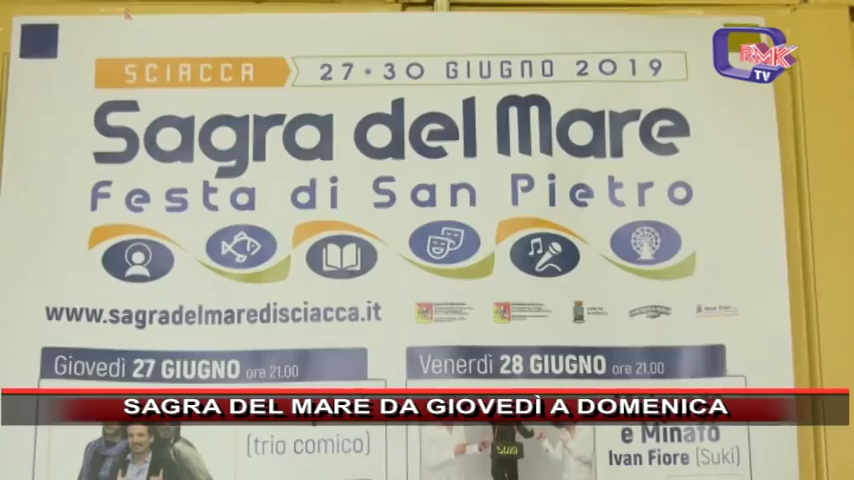 SCIACCA 27 • 30 GIUGNO 2019
RMK
TV
Sagra del Mare
Festa di San Pietro
www.sagradelmaredisciacca.it
Giovedì 27 GIUGNO ore 21.00
Venerdì 28 GIUGNO ore 21.00
SAGRA DEL MARE DA GIOVEDÌ A DOMENICA
(trio comico)
e Minafò
Ivan Fiore (Suki)